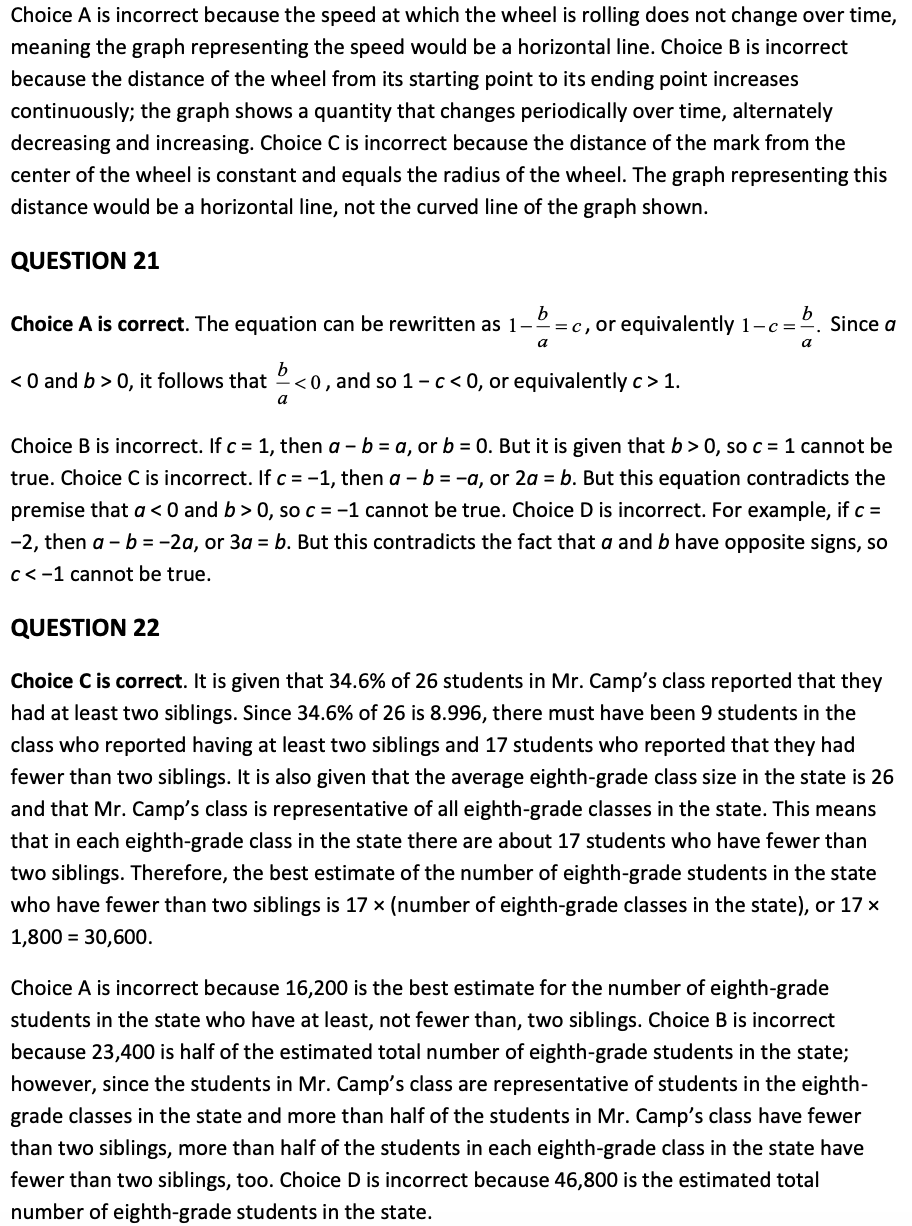 Choice A is incorrect because the speed at which the wheel is rolling does not change over time,
meaning the graph representing the speed would be a horizontal line. Choice B is incorrect
because the distance of the wheel from its starting point to its ending point increases
continuously; the graph shows a quantity that changes periodically over time, alternately
decreasing and increasing. Choice C is incorrect because the distance of the mark from the
center of the wheel is constant and equals the radius of the wheel. The graph representing this
distance would be a horizontal line, not the curved line of the graph shown.
QUESTION 21
Choice A is correct. The equation can be rewritten as 1 − b/a = c, or equivalently 1 − c = b/a. Since a
< 0 and b > 0, it follows that b/a < 0, and so 1 − c < 0, or equivalently c > 1.
Choice B is incorrect. If c = 1, then a − b = a, or b = 0. But it is given that b > 0, so c = 1 cannot be
true. Choice C is incorrect. If c = −1, then a − b = −a, or 2a = b. But this equation contradicts the
premise that a < 0 and b > 0, so c = −1 cannot be true. Choice D is incorrect. For example, if c =
−2, then a − b = −2a, or 3a = b. But this contradicts the fact that a and b have opposite signs, so
c < −1 cannot be true.
QUESTION 22
Choice C is correct. It is given that 34.6% of 26 students in Mr. Camp’s class reported that they
had at least two siblings. Since 34.6% of 26 is 8.996, there must have been 9 students in the
class who reported having at least two siblings and 17 students who reported that they had
fewer than two siblings. It is also given that the average eighth-grade class size in the state is 26
and that Mr. Camp’s class is representative of all eighth-grade classes in the state. This means
that in each eighth-grade class in the state there are about 17 students who have fewer than
two siblings. Therefore, the best estimate of the number of eighth-grade students in the state
who have fewer than two siblings is 17 × (number of eighth-grade classes in the state), or 17 ×
1,800 = 30,600.
Choice A is incorrect because 16,200 is the best estimate for the number of eighth-grade
students in the state who have at least, not fewer than, two siblings. Choice B is incorrect
because 23,400 is half of the estimated total number of eighth-grade students in the state;
however, since the students in Mr. Camp’s class are representative of students in the eighth-
grade classes in the state and more than half of the students in Mr. Camp’s class have fewer
than two siblings, more than half of the students in each eighth-grade class in the state have
fewer than two siblings, too. Choice D is incorrect because 46,800 is the estimated total
number of eighth-grade students in the state.